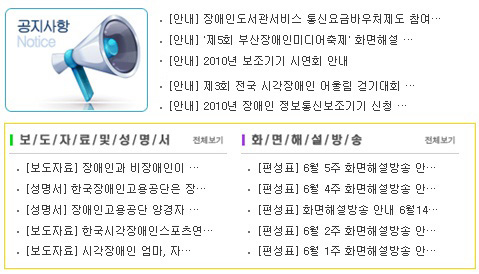 공지사항
Notice
· [안내] 장애인도서관서비스 통신요금바우처제도 참여…
· [안내] '제5회 부산장애인미디어축제' 화면해설 …
· [안내] 2010년 보조기기 시연회 안내
· [안내] 제3회 전국 시각장애인 어울림 걷기대회 …
· [안내] 2010년 장애인 정보통신보조기기 신청 …
보/도/자/료/및/성/명/서 전체보기
· [보도자료] 장애인과 비장애인이 …
· [성명서] 한국장애인고용공단은 장…
· [성명서] 장애인고용공단 양경자 …
· [보도자료] 한국시각장애인스포츠연…
· [보도자료] 시각장애인 엄마, 자…
화/면/해/설/방/송 전체보기
· [편성표] 6월 5주 화면해설방송 안…
· [편성표] 6월 4주 화면해설방송 안…
· [편성표] 화면해설방송 안내 6월14…
· [편성표] 6월 2주 화면해설방송 안…
· [편성표] 6월 1주 화면해설방송 안…